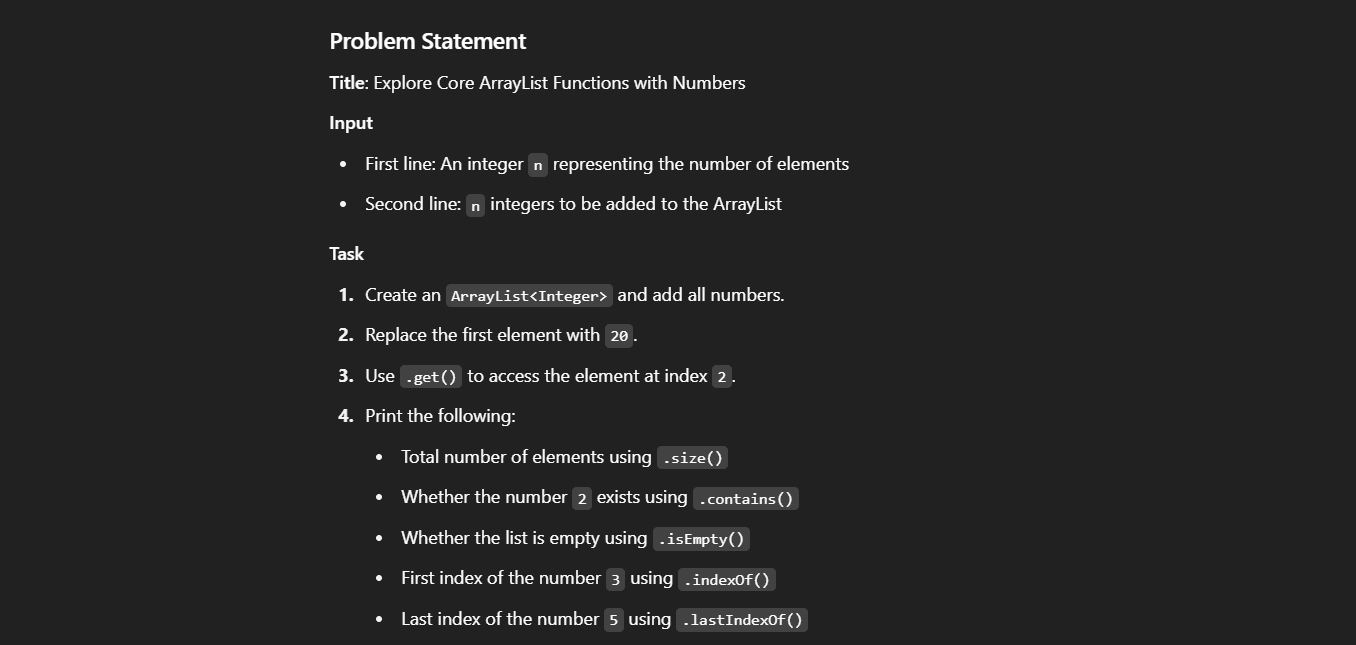 Problem Statement
Title: Explore Core ArrayList Functions with Numbers
Input
• First line: An integer n representing the number of elements
• Second line: n integers to be added to the ArrayList
Task
1. Create an ArrayList<Integer> and add all numbers.
2. Replace the first element with 20.
3. Use .get() to access the element at index 2.
4. Print the following:
• Total number of elements using .size()
• Whether the number 2 exists using .contains()
• Whether the list is empty using .isEmpty()
• First index of the number 3 using .indexOf()
• Last index of the number 5 using .lastIndexOf()